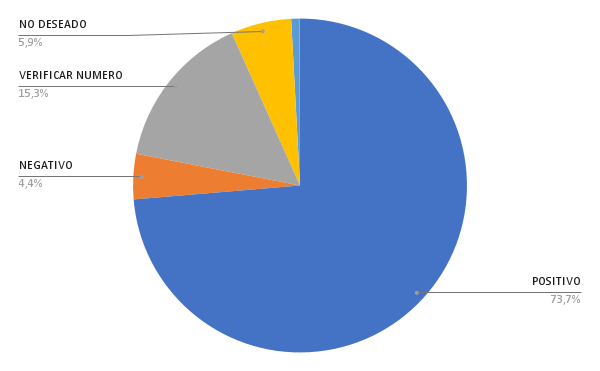 NO DESEADO
5,9%
VERIFICAR NUMERO
15,3%
NEGATIVO
4,4%
POSITIVO
73,7%